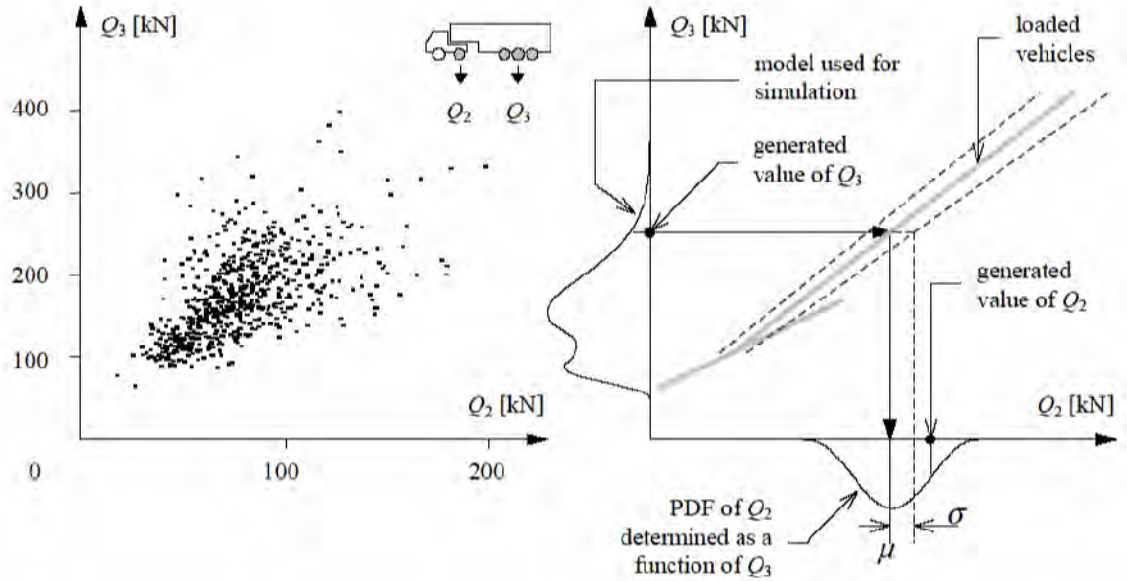 Q3 [kN]
400
300
200
100
0
100
200
Q2 [kN]
Q2
Q3
Q3 [kN]
model used for
simulation
generated
value of Q3
loaded
vehicles
generated
value of Q2
Q2 [kN]
PDF of Q2
determined as a
function of Q3
μ
σ